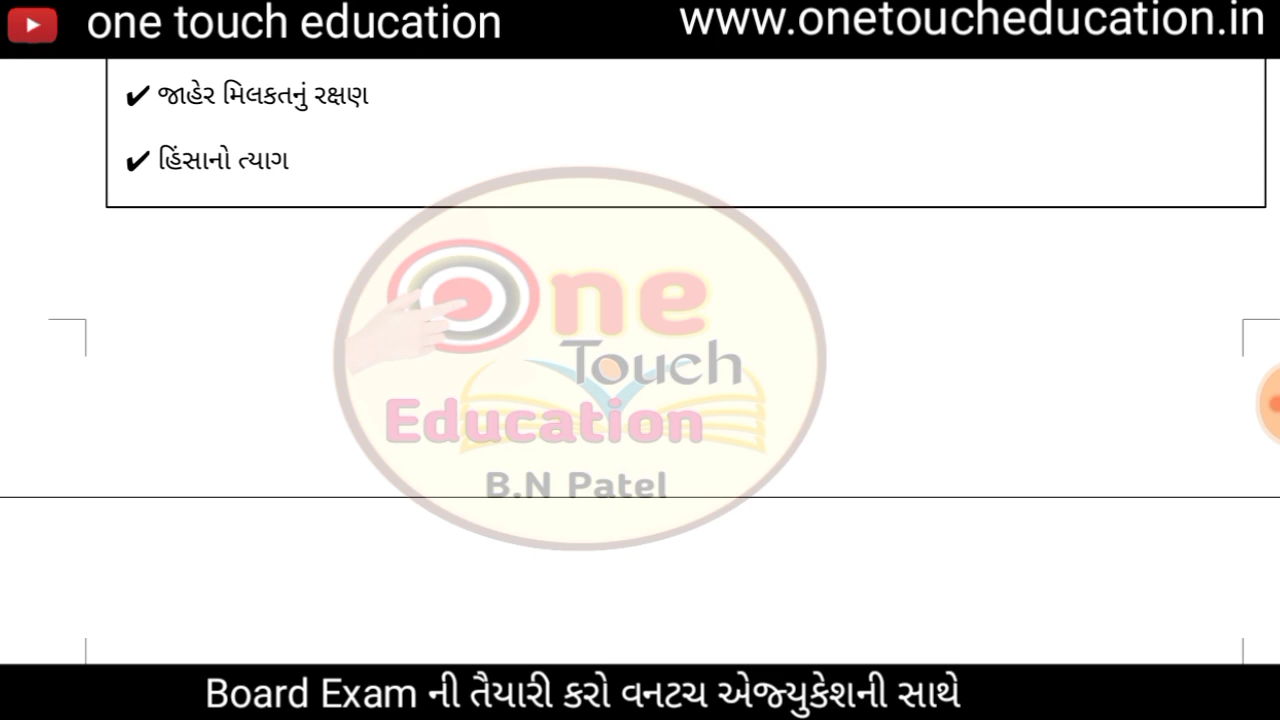 one touch education
www.onetoucheducation.in
✔ જાહેર મિલકતનું રક્ષણ
✔ હિંસાનો ત્યાગ
One
Touch
Education
B.N Patel
Board Exam ની તૈયારી કરો વનટચ એજ્યુકેશની સાથે